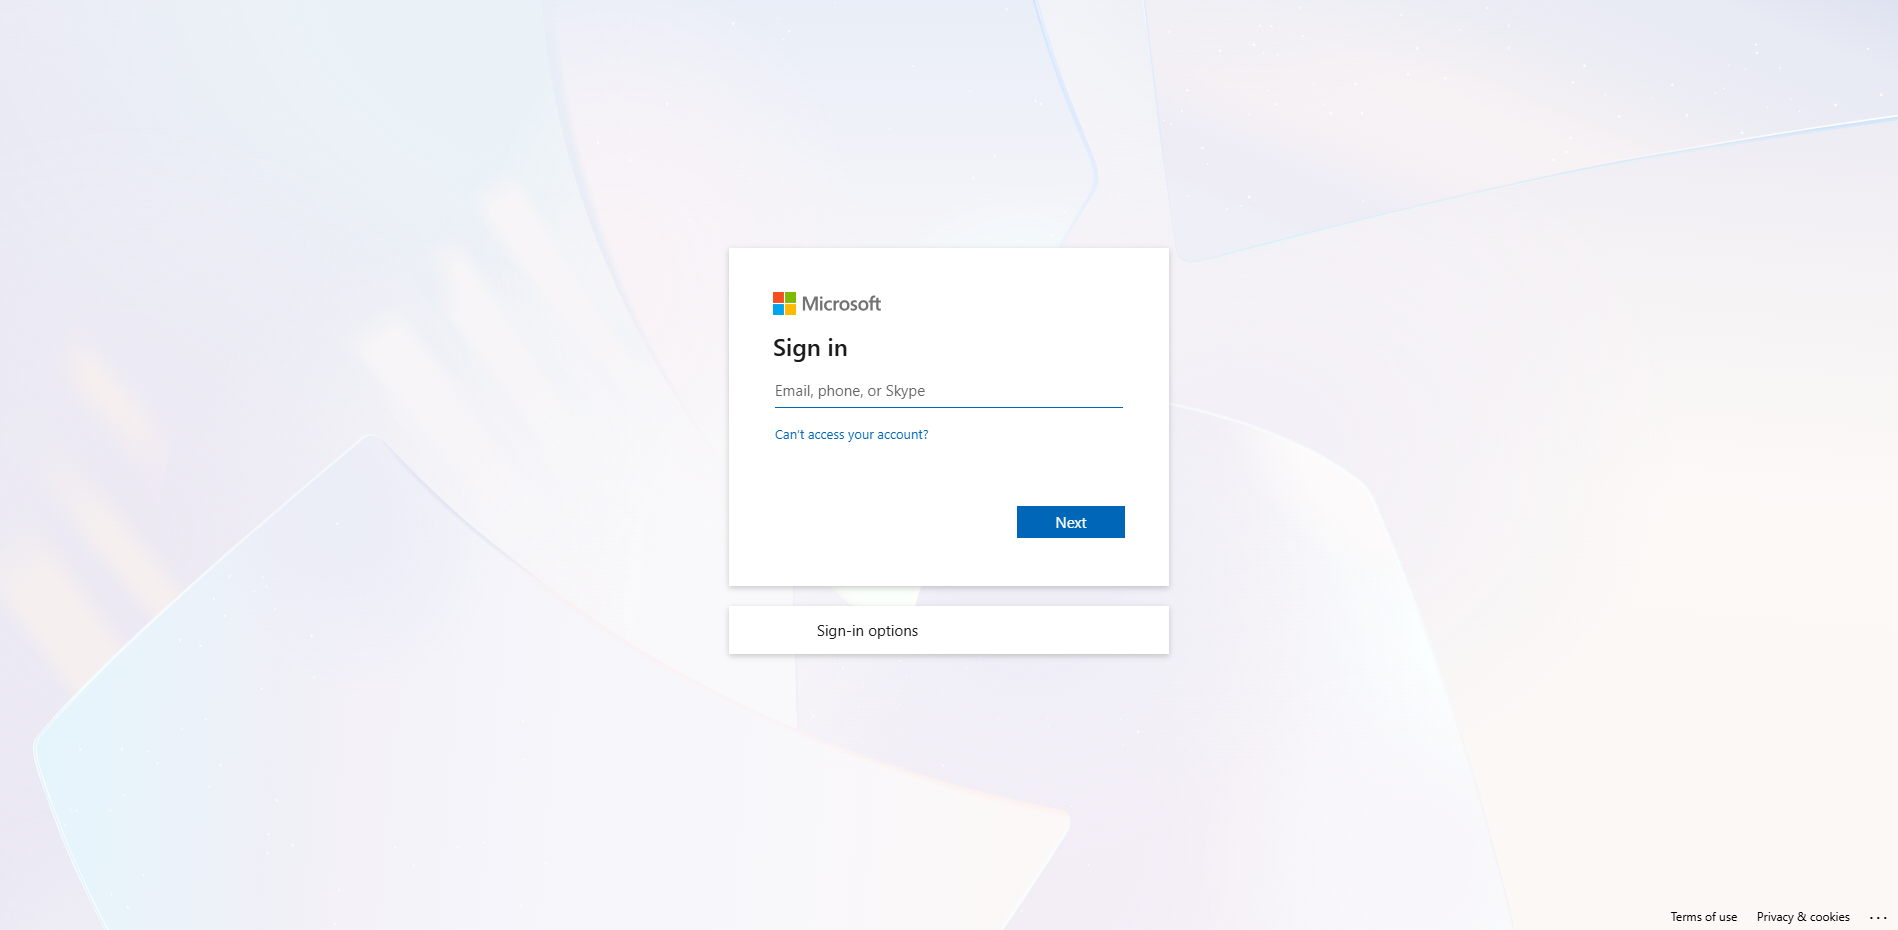 Microsoft
Sign in
Email, phone, or Skype
Can't access your account?
Next
Sign-in options
Terms of use Privacy & cookies ...